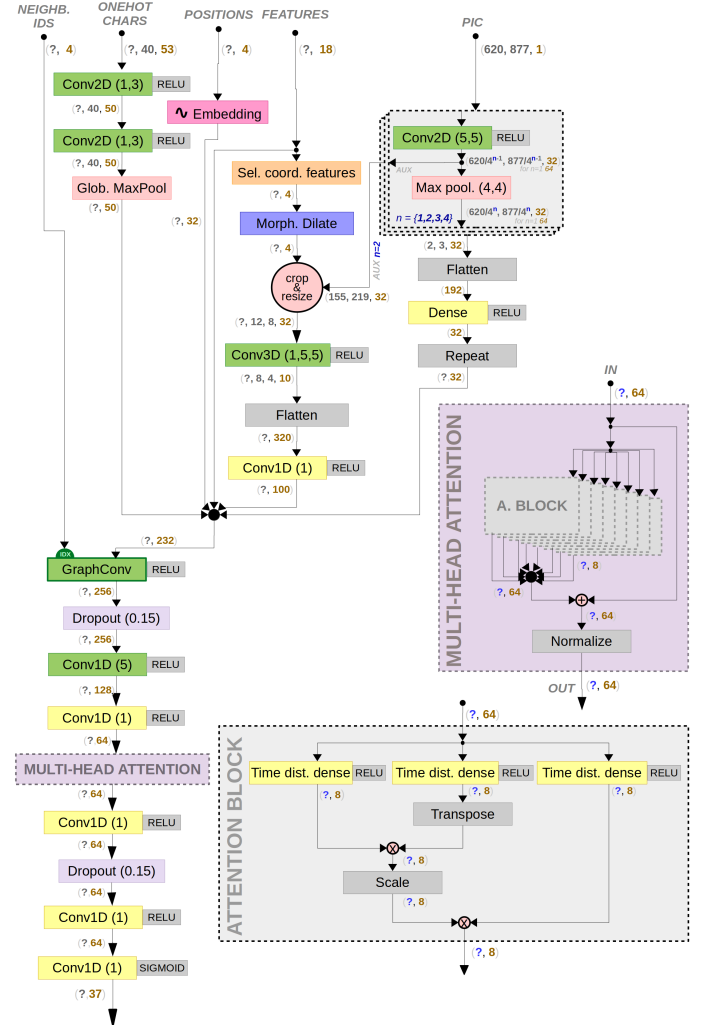 NEIGHB.
IDS
ONEHOT
CHARS
POSITIONS
FEATURES
PIC
(?, 4)
(?, 40, 53)
(?, 4)
(?, 18)
(620, 877, 1)
Conv2D (1,3)
RELU
(?, 40, 50)
∿ Embedding
Conv2D (1,3)
RELU
(?, 40, 50)
Glob. MaxPool
(?, 50)
(?, 32)
Sel. coord. features
(?, 4)
Morph. Dilate
(?, 4)
crop
&
resize
(155, 219, 32)
AUX n=2
(?, 12, 8, 32)
Conv3D (1,5,5)
RELU
(?, 8, 4, 10)
Flatten
(?, 320)
Conv1D (1)
RELU
(?, 100)
Conv2D (5,5)
RELU
620/4ⁿ⁻¹, 877/4ⁿ⁻¹, 32
for n=1 64
AUX
Max pool. (4,4)
(620/4ⁿ, 877/4ⁿ, 32)
for n=1 64
n = {1,2,3,4}
(2, 3, 32)
Flatten
(192)
Dense
RELU
(32)
Repeat
(?,32)
(?, 232)
IDX
GraphConv
RELU
(?, 256)
Dropout (0.15)
(?, 256)
Conv1D (5)
RELU
(?, 128)
Conv1D (1)
RELU
(?,64)
MULTI-HEAD ATTENTION
(?,64)
Conv1D (1)
RELU
(?,64)
Dropout (0.15)
(?,64)
Conv1D (1)
RELU
(?,64)
Conv1D (1)
SIGMOID
(?,37)
IN
(?, 64)
MULTI-HEAD ATTENTION
A. BLOCK
(?, 8)
(?, 64)
+
(?, 64)
Normalize
OUT
(?, 64)
(?, 64)
ATTENTION BLOCK
Time dist. dense
RELU
Time dist. dense
RELU
Time dist. dense
RELU
(?, 8)
(?, 8)
(?, 8)
Transpose
X
(?, 8)
Scale
(?, 8)
X
(?, 8)